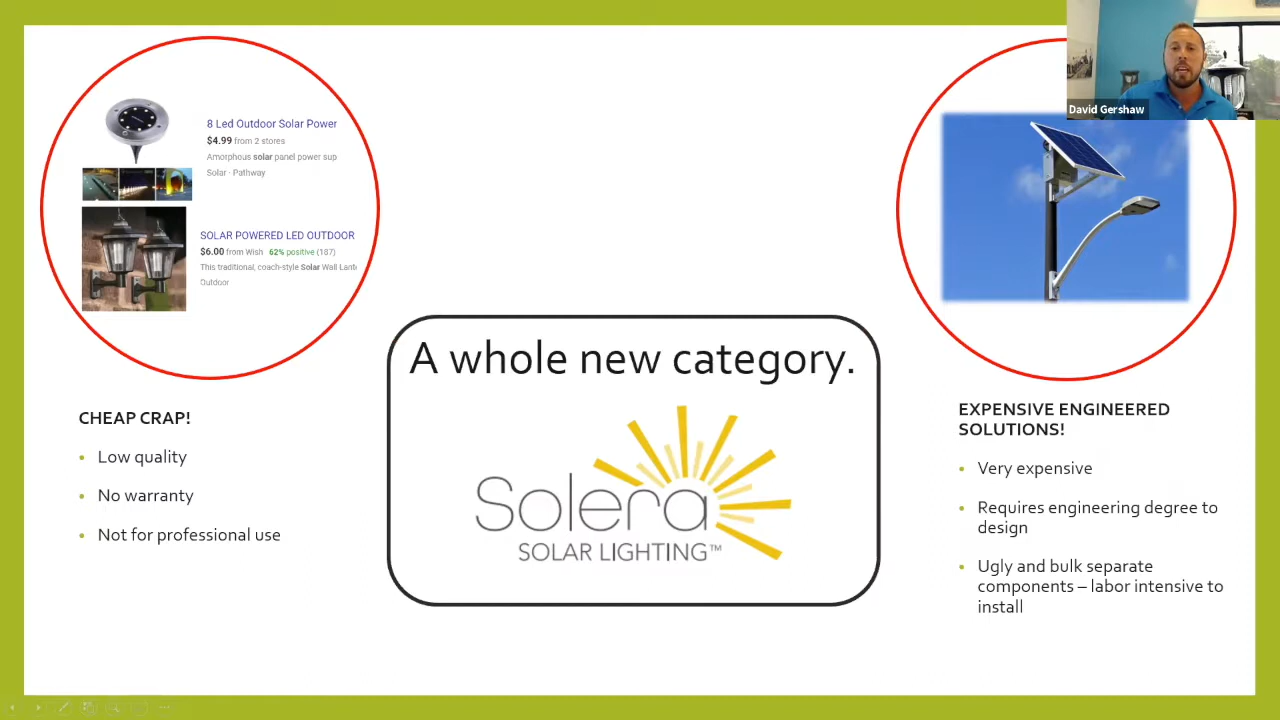 8 Led Outdoor Solar Power
$4.99 from 2 stores
Amorphous solar panel power sup
Solar - Pathway
SOLAR POWERED LED OUTDOOR
$6.00 from Wish 62% positive (187)
This traditional, coach-style Solar Wall Lante
Outdoor
CHEAP CRAP!
• Low quality
• No warranty
• Not for professional use
A whole new category.
Solera
SOLAR LIGHTING™
David Gershaw
EXPENSIVE ENGINEERED
SOLUTIONS!
• Very expensive
• Requires engineering degree to
design
• Ugly and bulk separate
components – labor intensive to
install